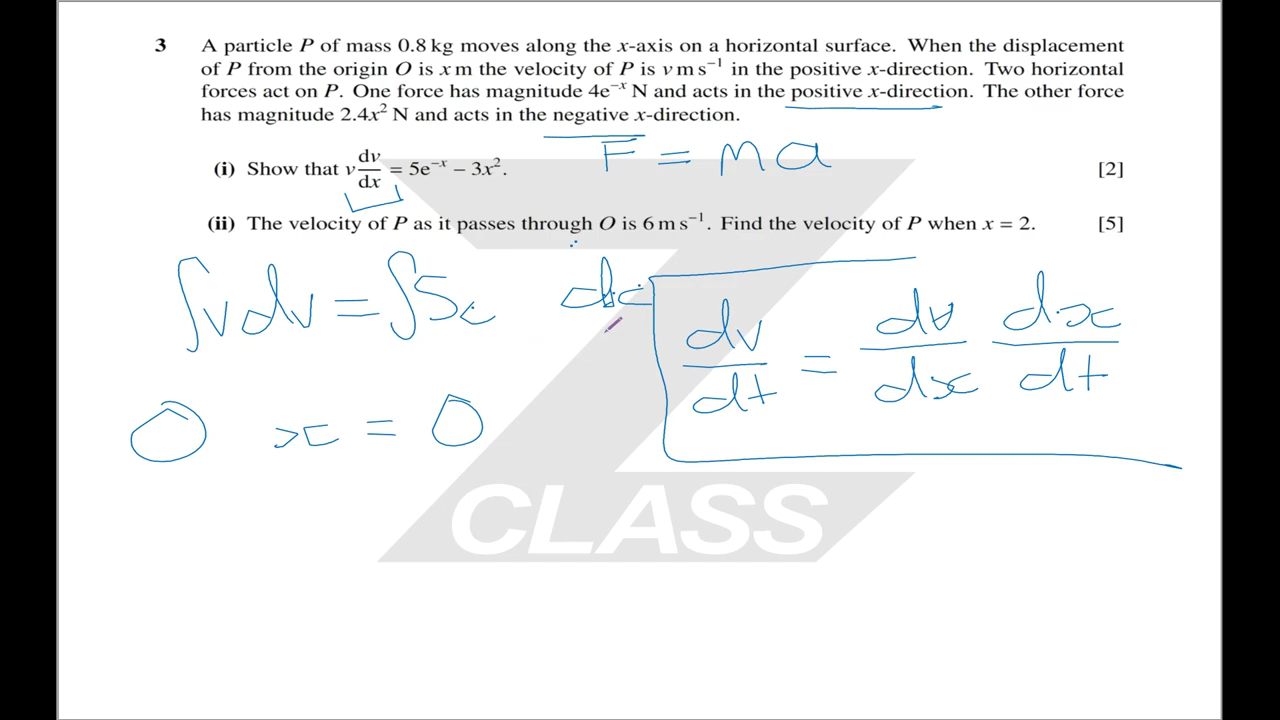 3 A particle P of mass 0.8 kg moves along the x-axis on a horizontal surface. When the displacement
of P from the origin O is x m the velocity of P is v m s⁻¹ in the positive x-direction. Two horizontal
forces act on P. One force has magnitude 4e⁻ˣ N and acts in the positive x-direction. The other force
has magnitude 2.4x² N and acts in the negative x-direction.
F = ma
(i) Show that v dv/dx = 5e⁻ˣ − 3x². [2]
(ii) The velocity of P as it passes through O is 6 m s⁻¹. Find the velocity of P when x = 2. [5]
∫v dv = ∫5e dx
dv/dt = dv/dx dx/dt
O x = 0
CLASS